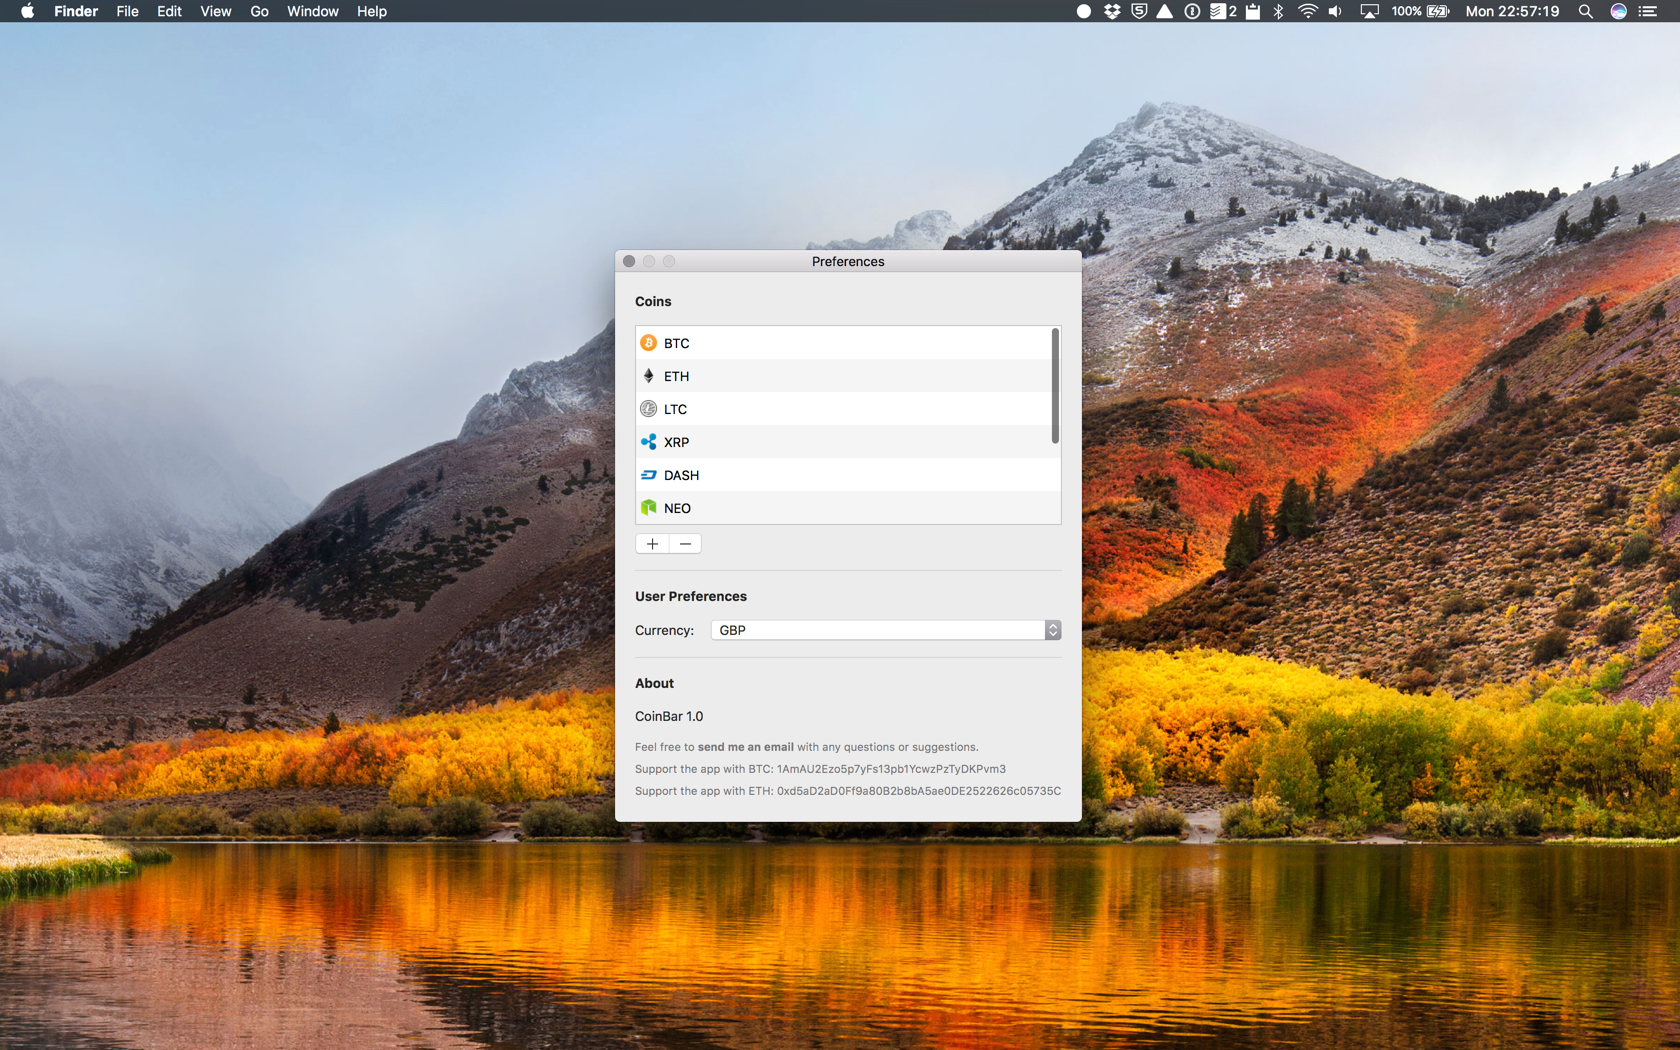 Finder File Edit View Go Window Help 2 100% Mon 22:57:19
Preferences
Coins
BTC
ETH
LTC
XRP
DASH
NEO
User Preferences
Currency: GBP
About
CoinBar 1.0
Feel free to send me an email with any questions or suggestions.
Support the app with BTC: 1AmAU2Ezo5p7yFs13pb1YcwzPzTyDKPvm3
Support the app with ETH: 0xd5aD2aD0Ff9a80B2b8bA5ae0DE2522626c05735C